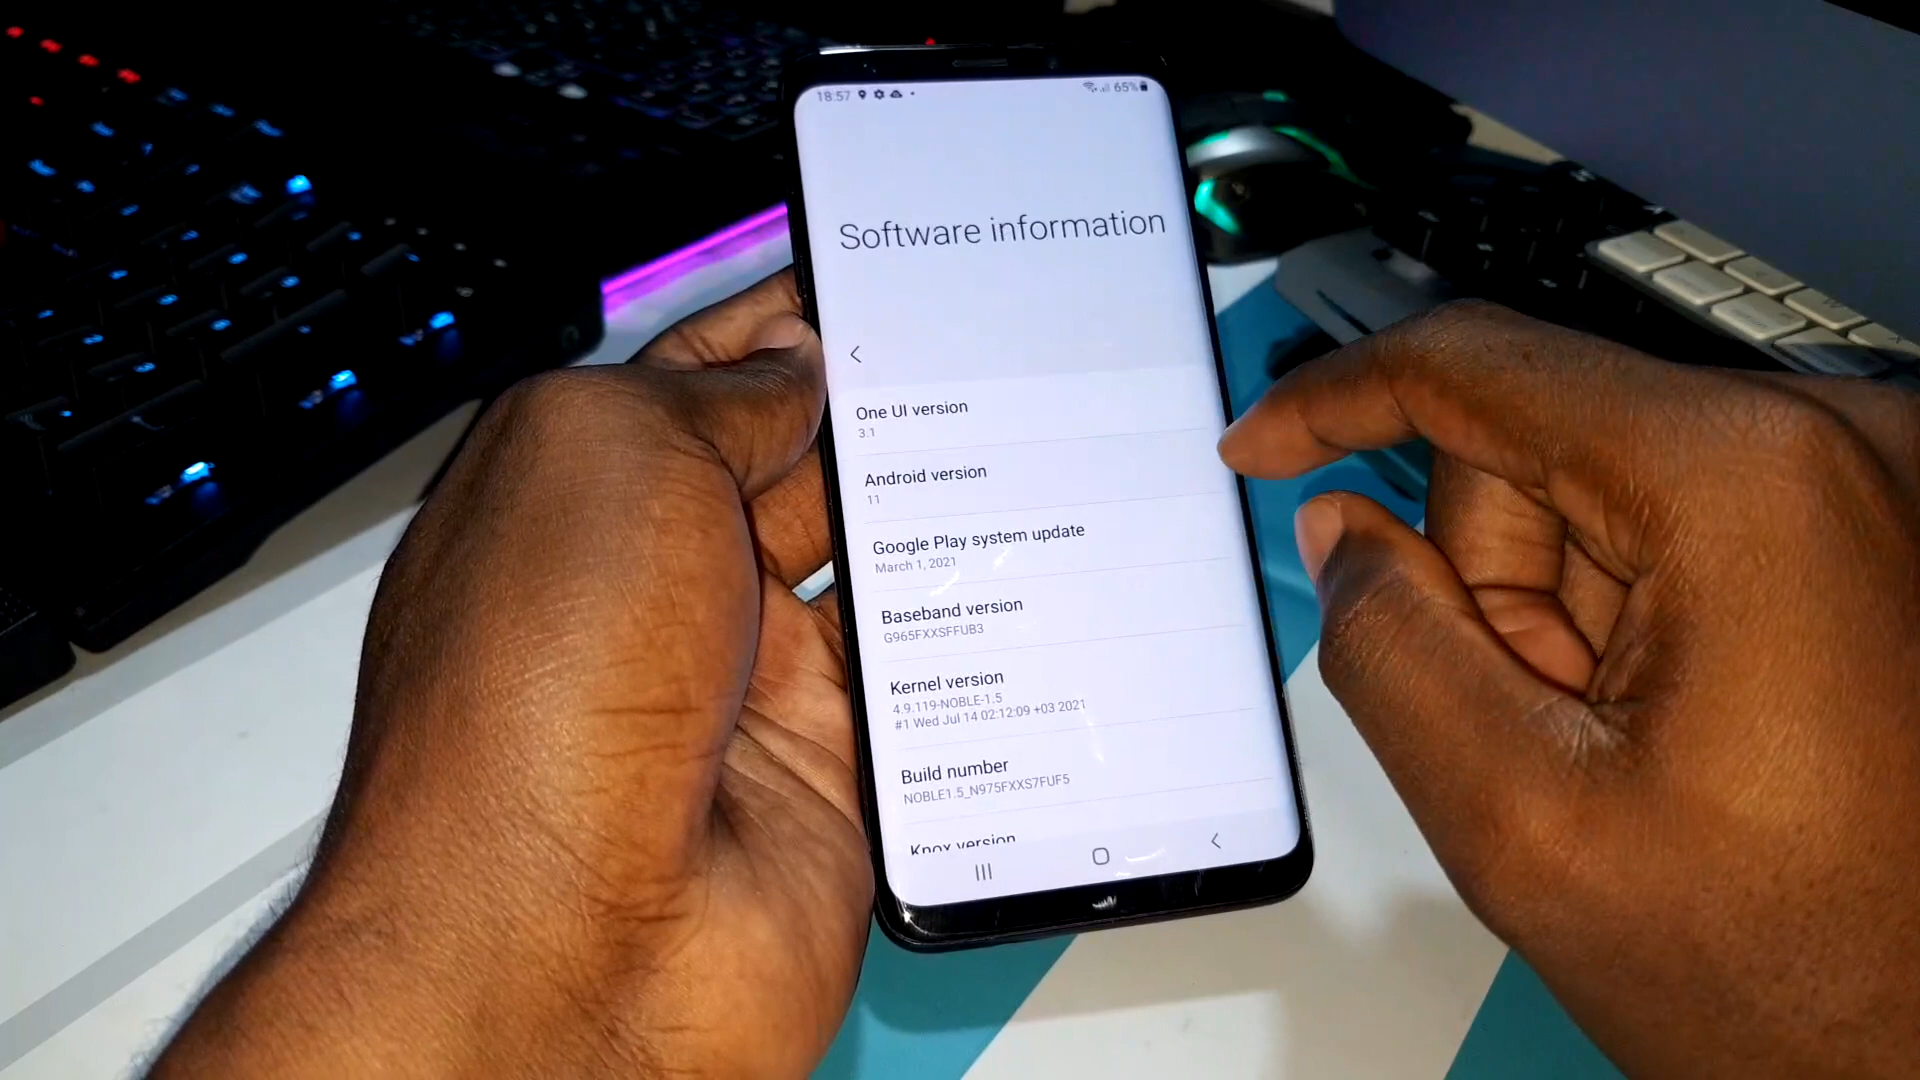 18:57
65%
Software information
One UI version
3.1
Android version
11
Google Play system update
March 1, 2021
Baseband version
G965FXXSFFUB3
Kernel version
4.9.119-NOBLE-1.5
#1 Wed Jul 14 02:12:09 +03 2021
Build number
NOBLE1.5_N975FXXS7FUF5
Knox version